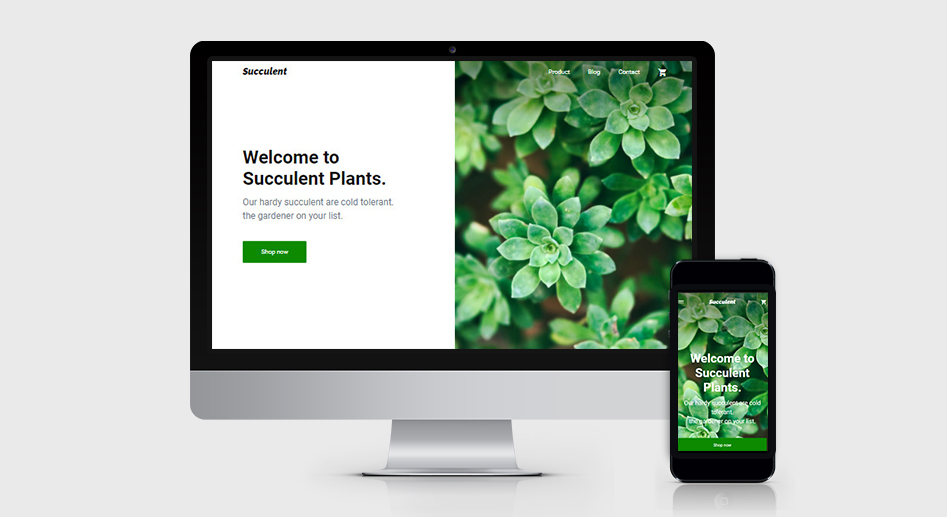 Succulent
Product Blog Contact
Welcome to
Succulent Plants.
Our hardy succulent are cold tolerant.
the gardener on your list.
Shop now
Succulent
Welcome to
Succulent
Plants.
Our hardy succulent are cold
tolerant.
the gardener on your list.
Shop now